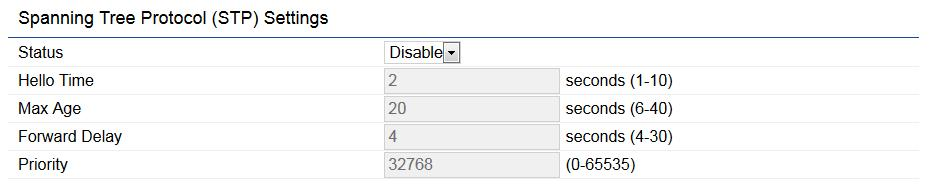 Spanning Tree Protocol (STP) Settings
Status Disable
Hello Time 2 seconds (1-10)
Max Age 20 seconds (6-40)
Forward Delay 4 seconds (4-30)
Priority 32768 (0-65535)